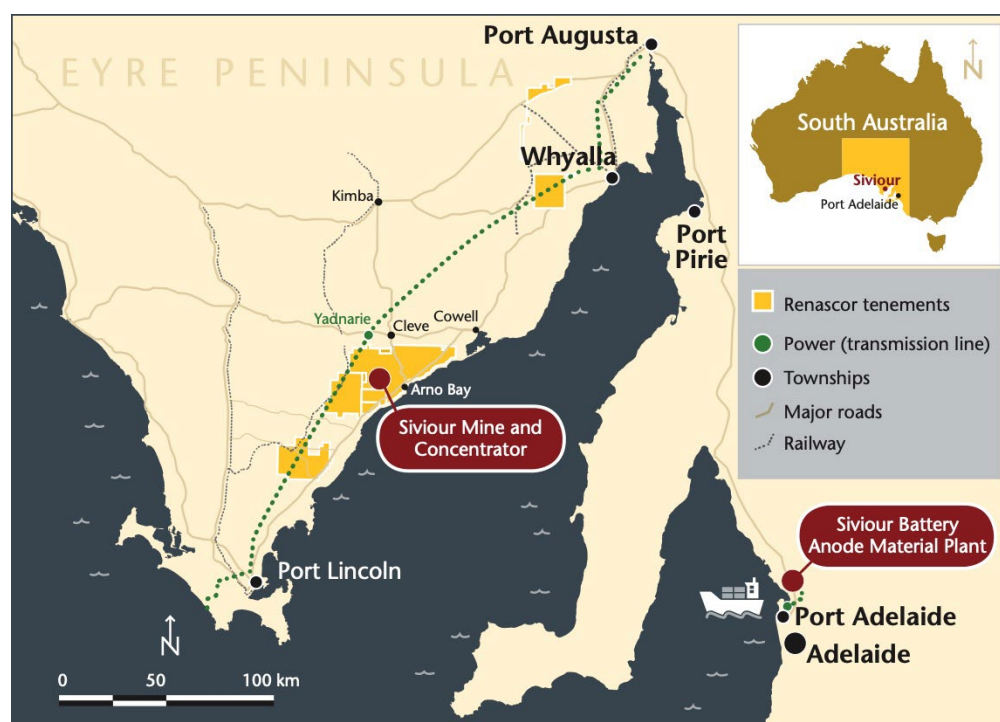 EYRE PENINSULA
Port Augusta
Whyalla
Kimba
Port
Pirie
Yadnarie
Cleve
Cowell
Arno Bay
Siviour Mine and
Concentrator
Port Lincoln
N
0 50 100 km
Siviour Battery
Anode Material Plant
Port Adelaide
Adelaide
N
South Australia
Siviour
Port Adelaide
Renascor tenements
Power (transmission line)
Townships
Major roads
Railway